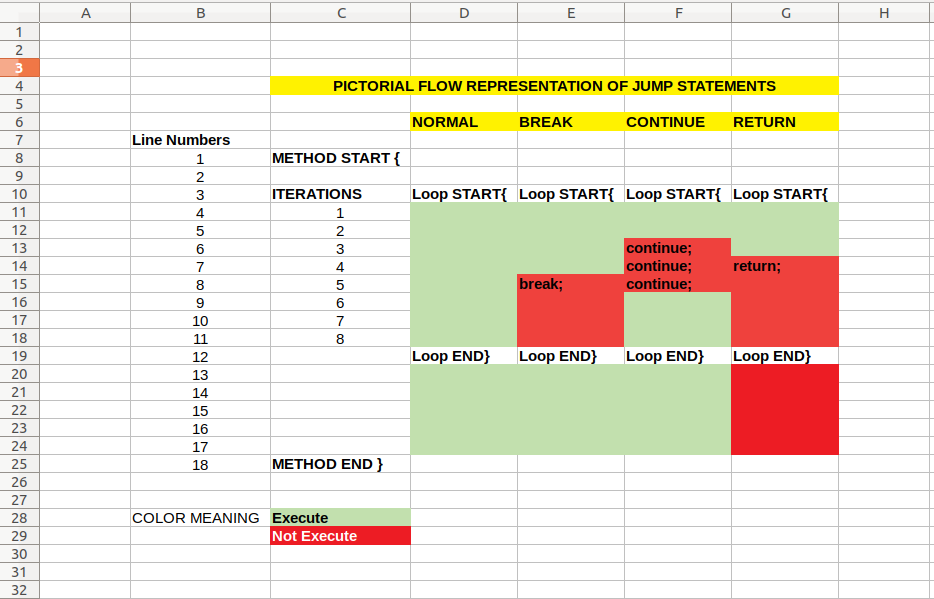 A B C D E F G H
1
2
3
4 PICTORIAL FLOW REPRESENTATION OF JUMP STATEMENTS
5
6 NORMAL BREAK CONTINUE RETURN
7 Line Numbers
8 1 METHOD START {
9 2
10 3 ITERATIONS Loop START{ Loop START{ Loop START{ Loop START{
11 4 1
12 5 2
13 6 3 continue;
14 7 4 continue; return;
15 8 5 break; continue;
16 9 6
17 10 7
18 11 8
19 12 Loop END} Loop END} Loop END} Loop END}
20 13
21 14
22 15
23 16
24 17
25 18 METHOD END }
26
27
28 COLOR MEANING Execute
29 Not Execute
30
31
32